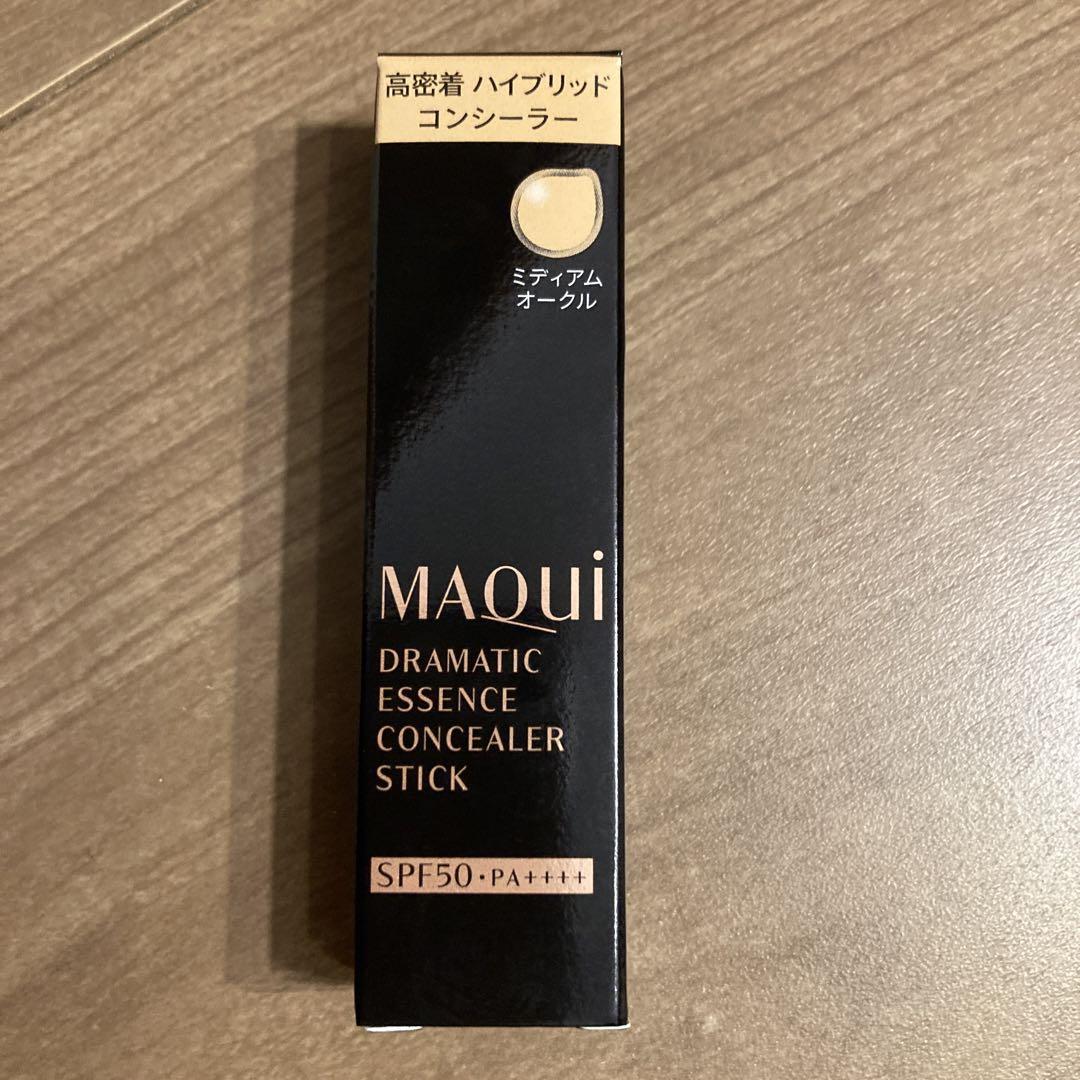 高密着 ハイブリッド
コンシーラー
ミディアム
オークル
MAQUi
DRAMATIC
ESSENCE
CONCEALER
STICK
SPF50・PA++++